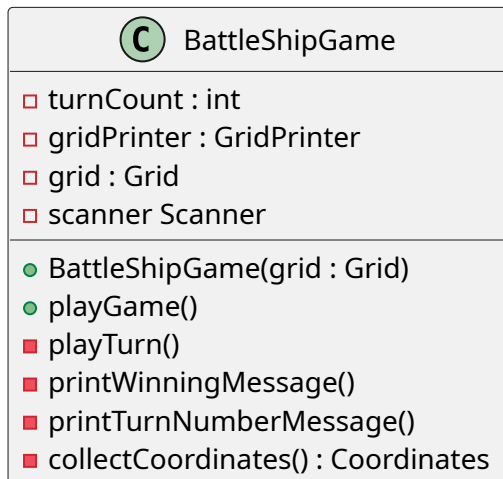 C BattleShipGame
turnCount : int
gridPrinter : GridPrinter
grid : Grid
scanner Scanner
BattleShipGame(grid : Grid)
playGame()
playTurn()
printWinningMessage()
printTurnNumberMessage()
collectCoordinates() : Coordinates